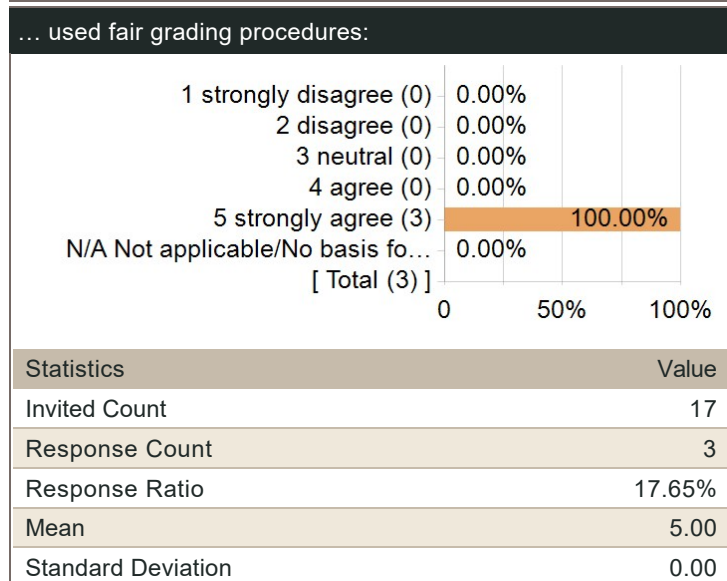 ... used fair grading procedures:
1 strongly disagree (0) 0.00%
2 disagree (0) 0.00%
3 neutral (0) 0.00%
4 agree (0) 0.00%
5 strongly agree (3) 100.00%
N/A Not applicable/No basis fo... 0.00%
[ Total (3) ]
0 50% 100%
Statistics Value
Invited Count 17
Response Count 3
Response Ratio 17.65%
Mean 5.00
Standard Deviation 0.00